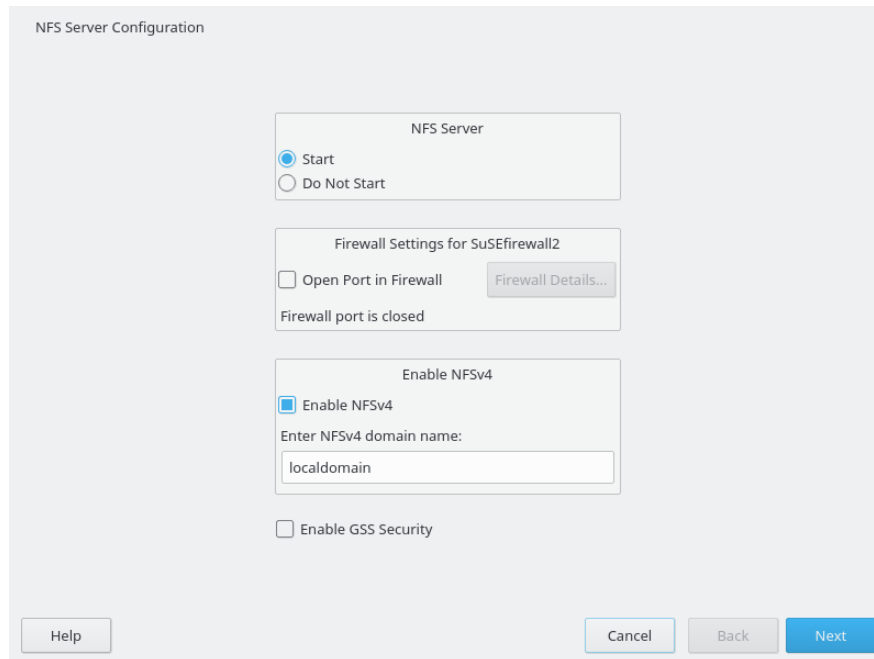 NFS Server Configuration
NFS Server
Start
Do Not Start
Firewall Settings for SuSEfirewall2
Open Port in Firewall
Firewall Details...
Firewall port is closed
Enable NFSv4
Enable NFSv4
Enter NFSv4 domain name:
localdomain
Enable GSS Security
Help
Cancel
Back
Next